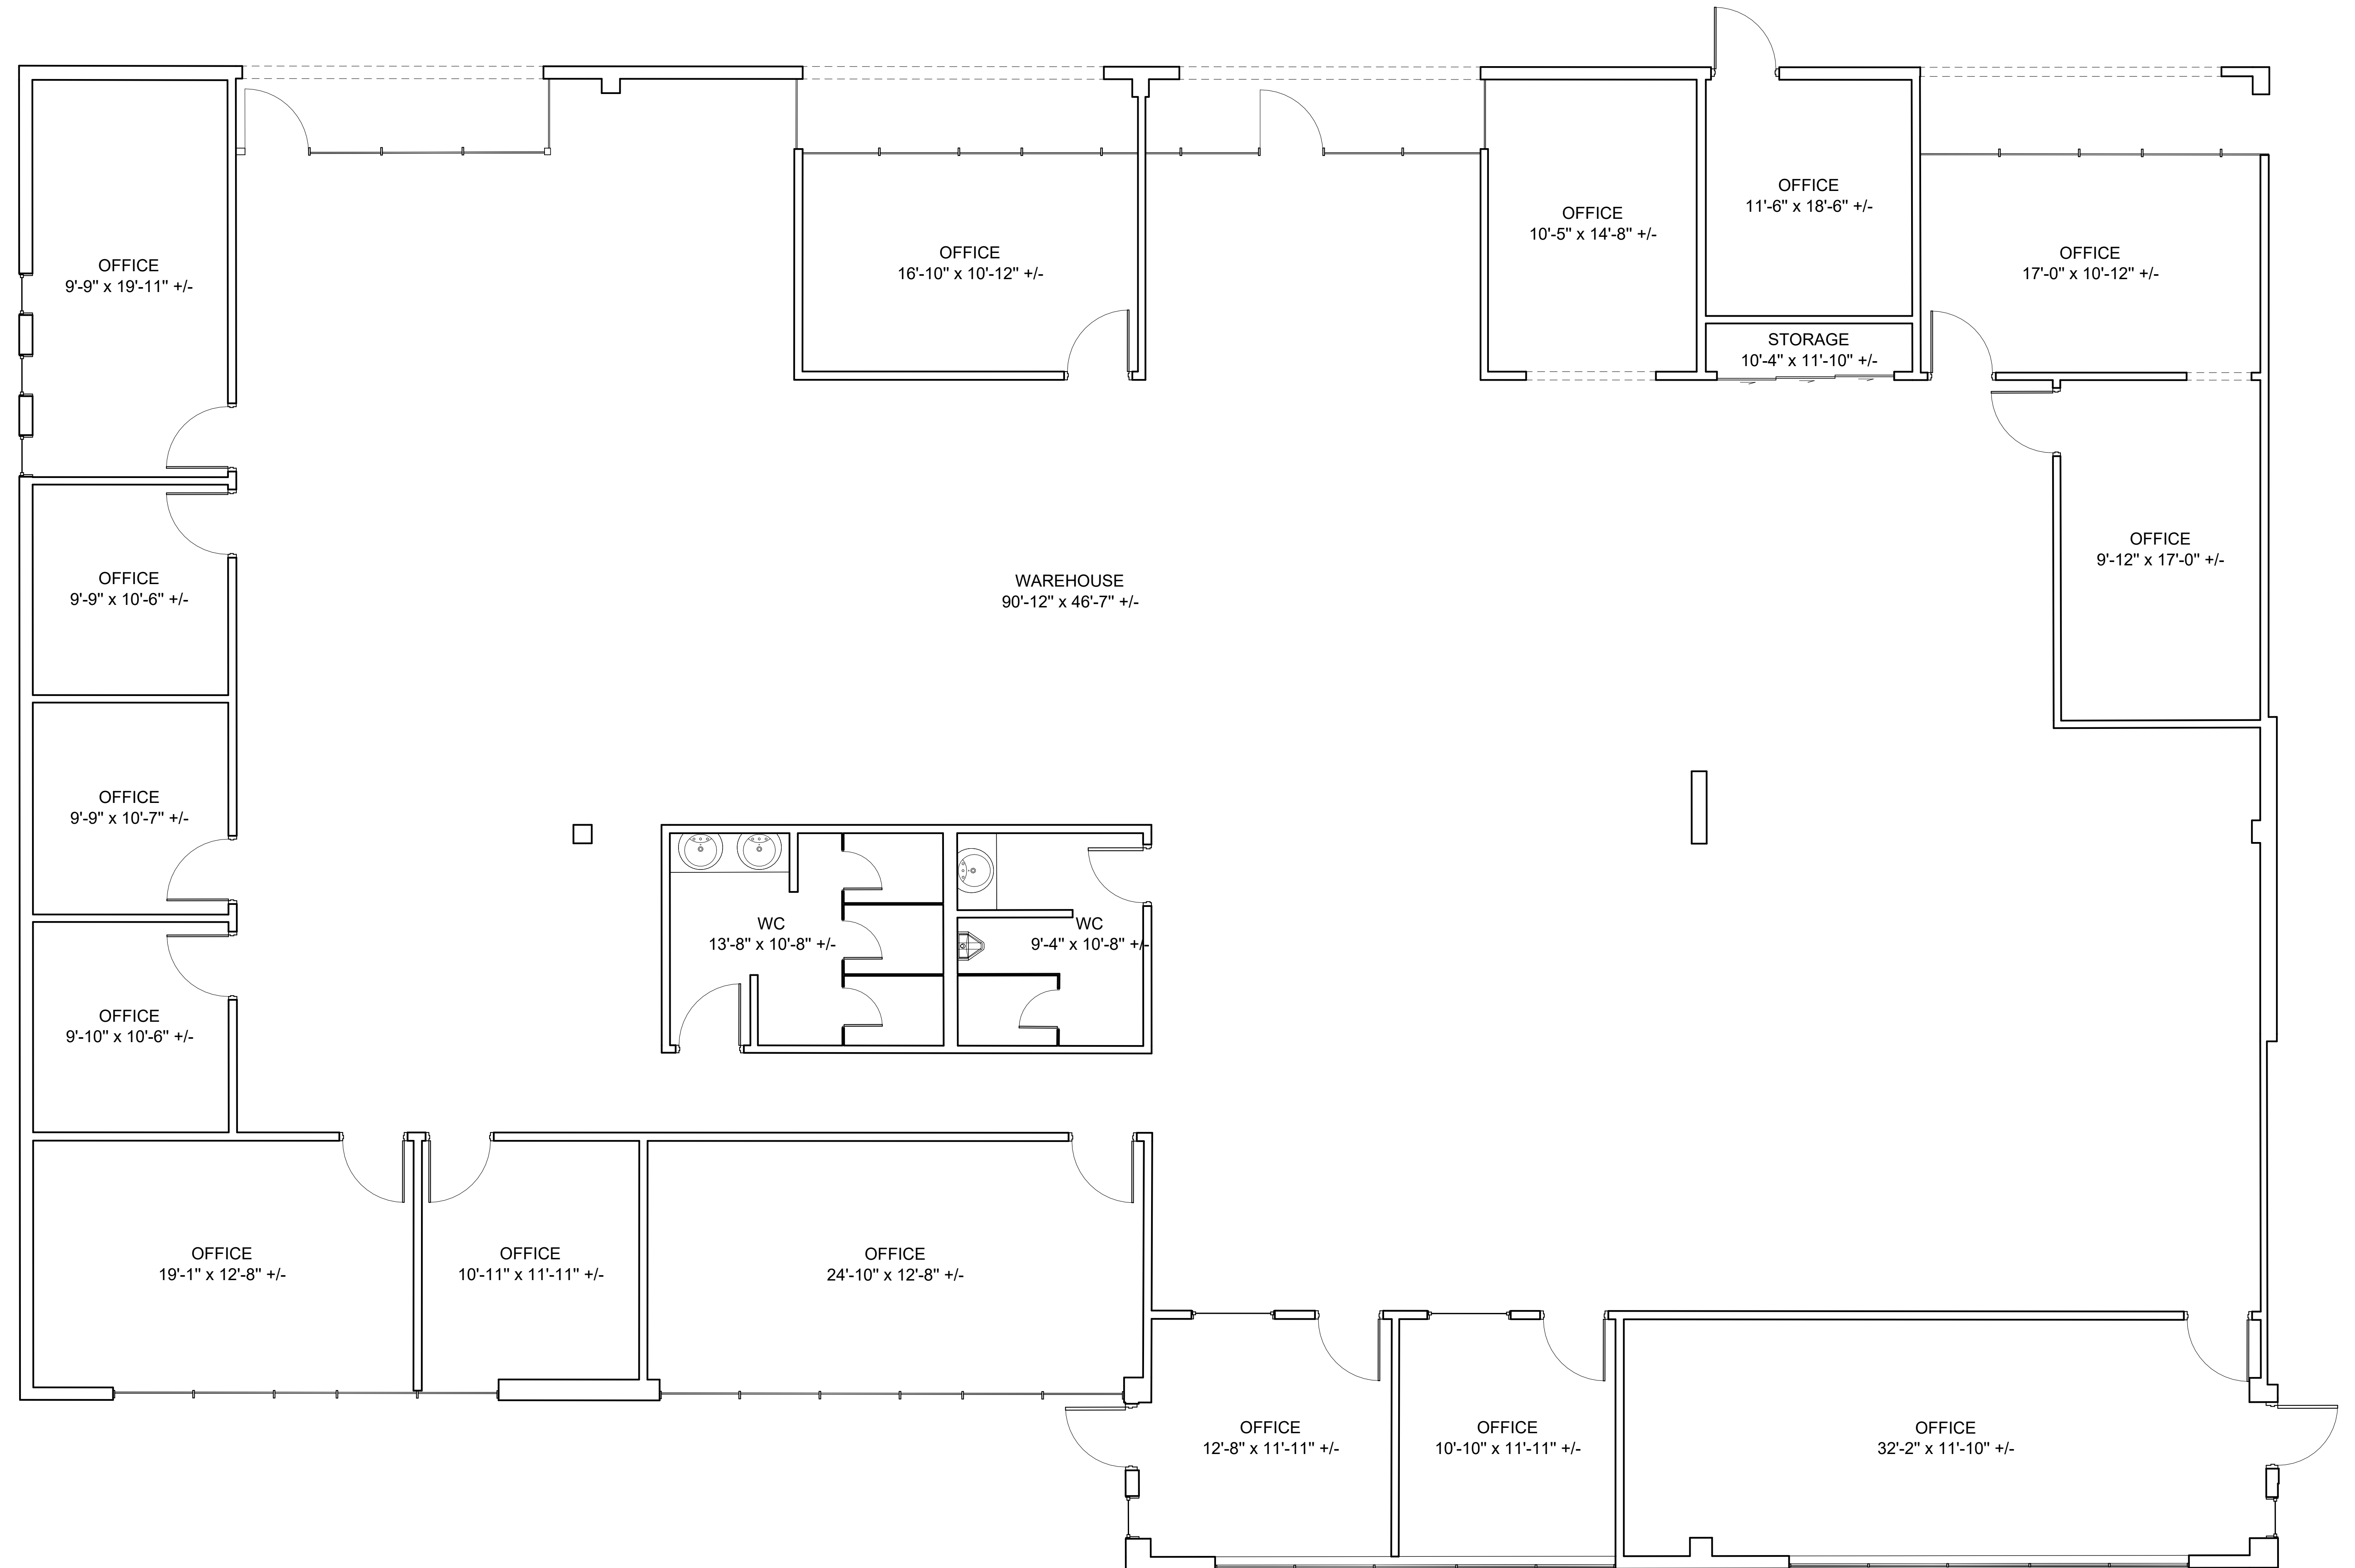 OFFICE
11'-6" x 18'-6" +/-
OFFICE
10'-5" x 14'-8" +/-
OFFICE
16'-10" x 10'-12" +/-
OFFICE
17'-0" x 10'-12" +/-
OFFICE
9'-9" x 19'-11" +/-
STORAGE
10'-4" x 11'-10" +/-
OFFICE
9'-12" x 17'-0" +/-
OFFICE
9'-9" x 10'-6" +/-
WAREHOUSE
90'-12" x 46'-7" +/-
OFFICE
9'-9" x 10'-7" +/-
WC
13'-8" x 10'-8" +/-
WC
9'-4" x 10'-8" +/-
OFFICE
9'-10" x 10'-6" +/-
OFFICE
19'-1" x 12'-8" +/-
OFFICE
10'-11" x 11'-11" +/-
OFFICE
24'-10" x 12'-8" +/-
OFFICE
12'-8" x 11'-11" +/-
OFFICE
10'-10" x 11'-11" +/-
OFFICE
32'-2" x 11'-10" +/-